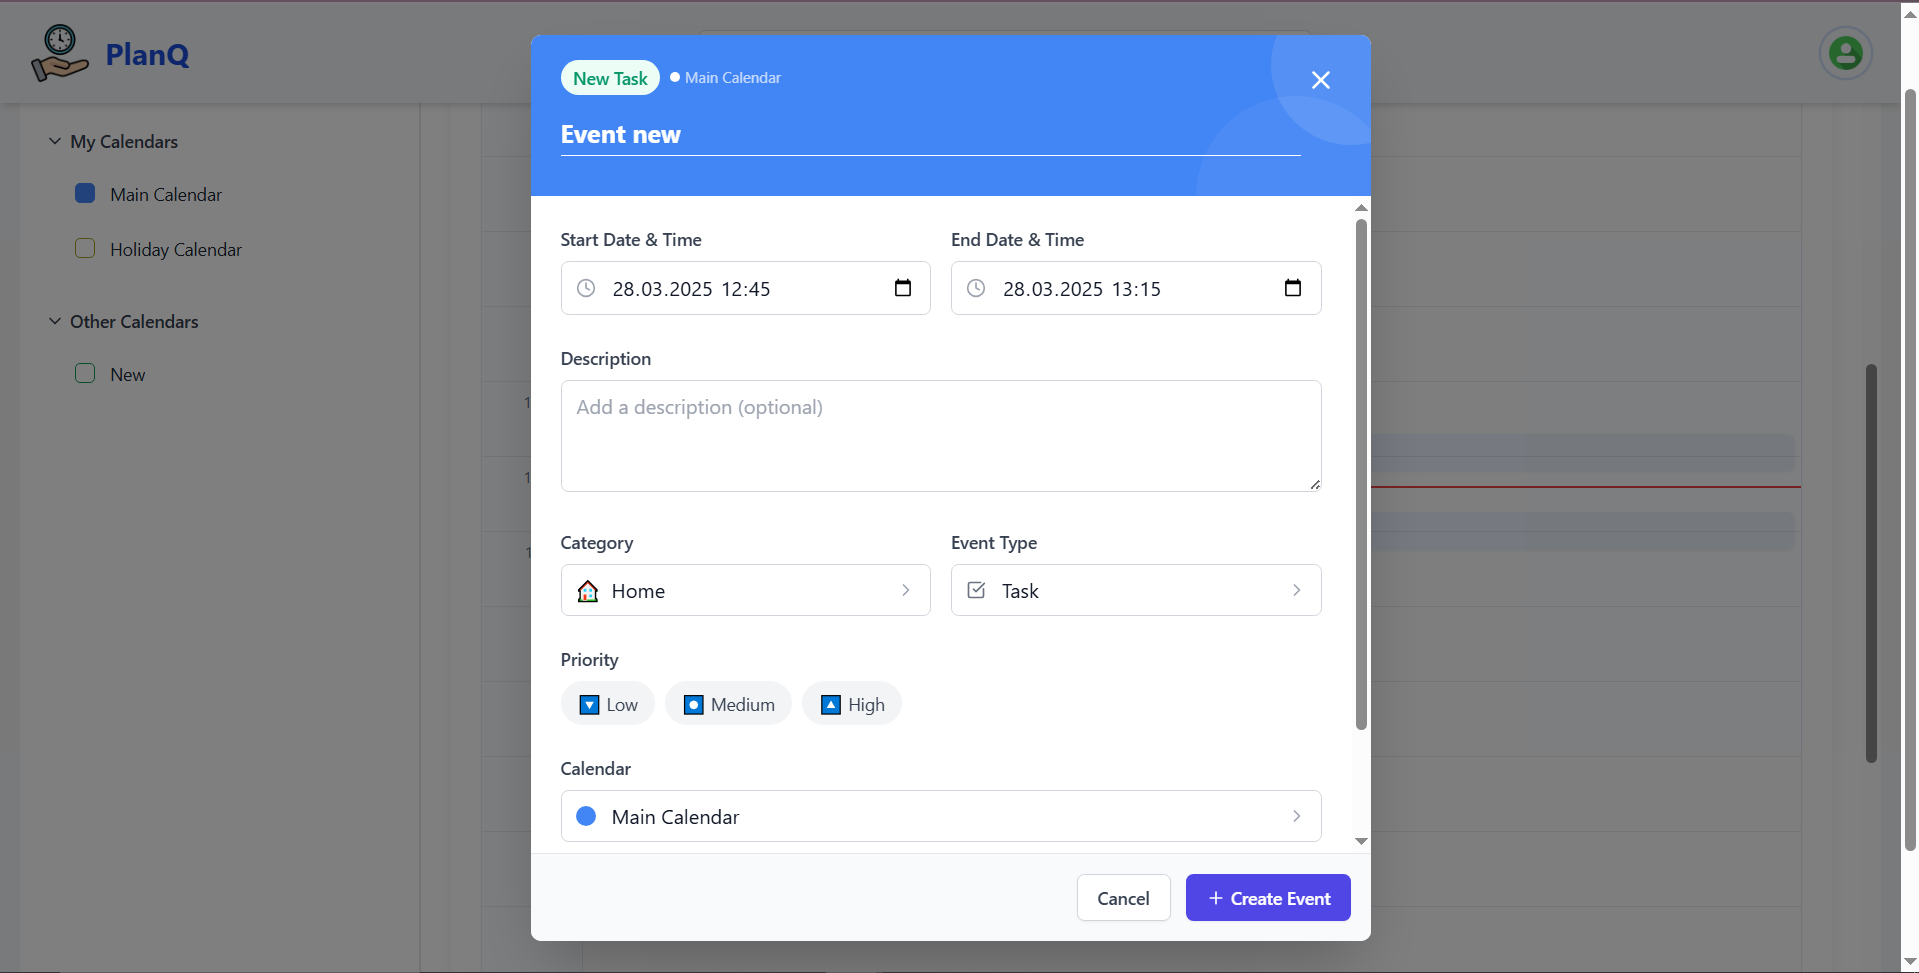 PlanQ
My Calendars
Main Calendar
Holiday Calendar
Other Calendars
New
New Task
Main Calendar
Event new
Start Date & Time
End Date & Time
28.03.2025 12:45
28.03.2025 13:15
Description
Add a description (optional)
Category
Event Type
Home
Task
Priority
Low
Medium
High
Calendar
Main Calendar
Cancel
+ Create Event